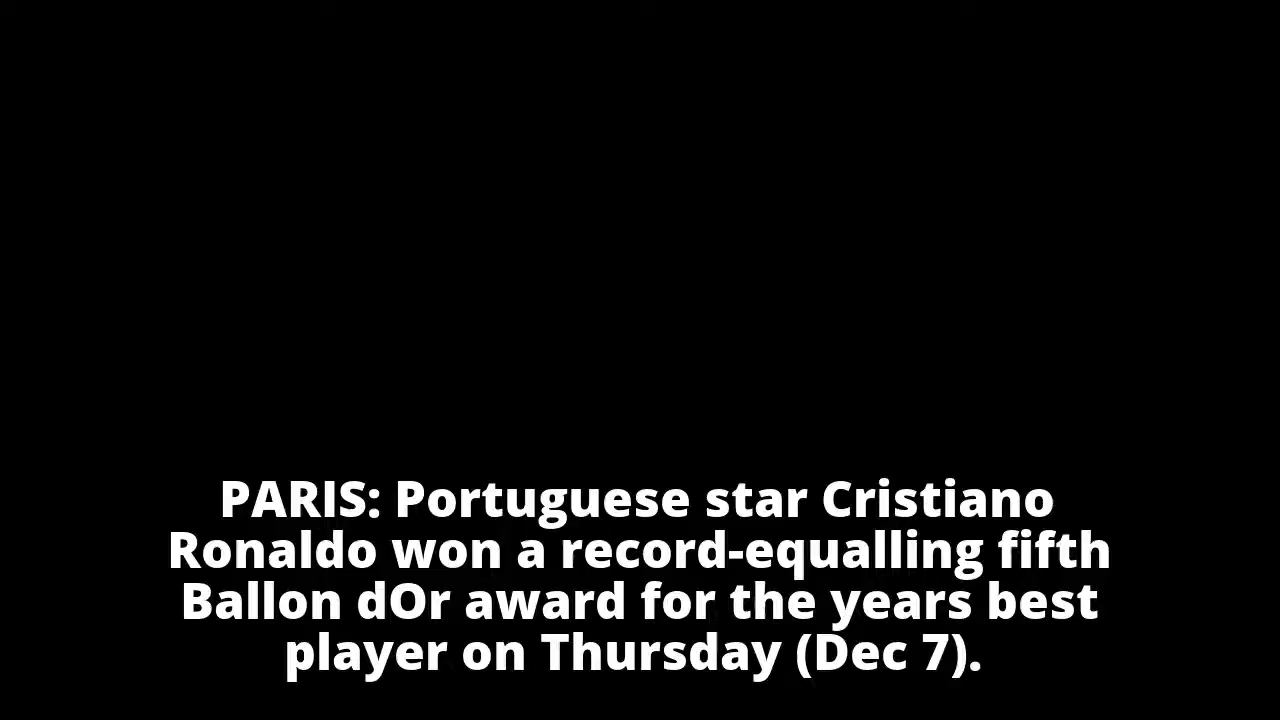 PARIS: Portuguese star Cristiano
Ronaldo won a record-equalling fifth
Ballon dOr award for the years best
player on Thursday (Dec 7).